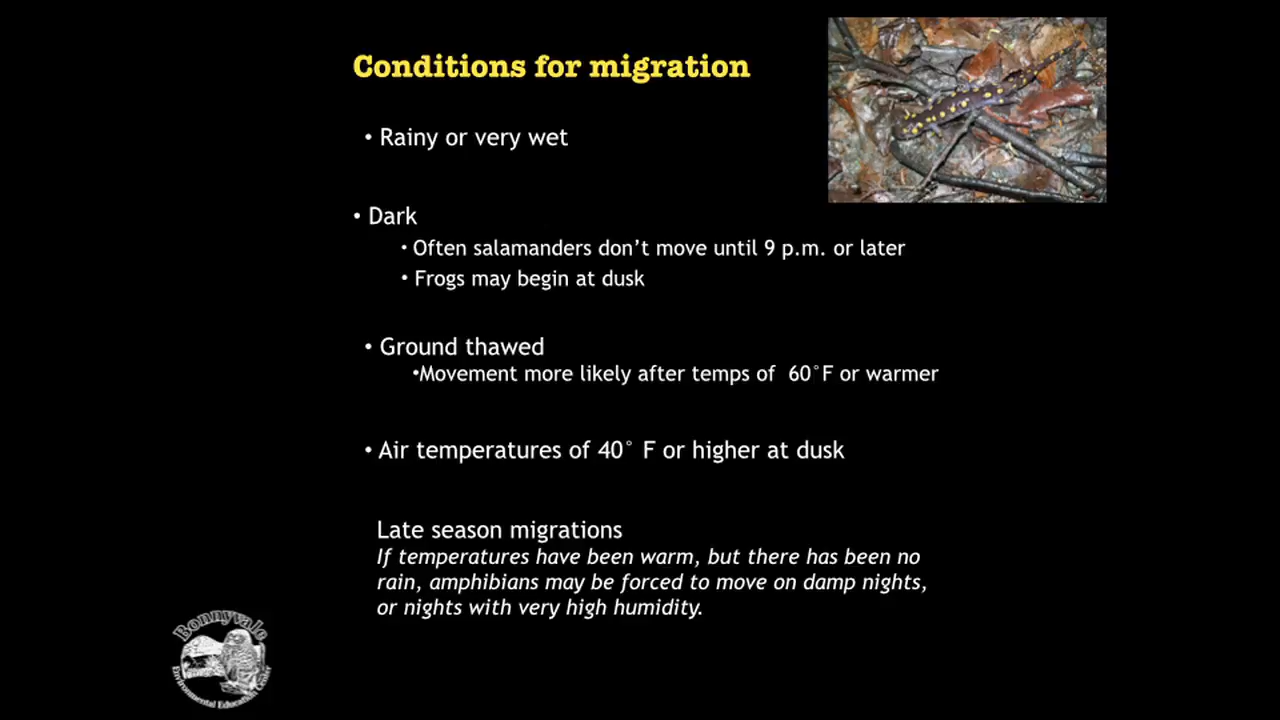 Conditions for migration
• Rainy or very wet
• Dark
• Often salamanders don't move until 9 p.m. or later
• Frogs may begin at dusk
• Ground thawed
•Movement more likely after temps of 60°F or warmer
• Air temperatures of 40° F or higher at dusk
Late season migrations
If temperatures have been warm, but there has been no
rain, amphibians may be forced to move on damp nights,
or nights with very high humidity.
Bonnyvale
Environmental Education Center